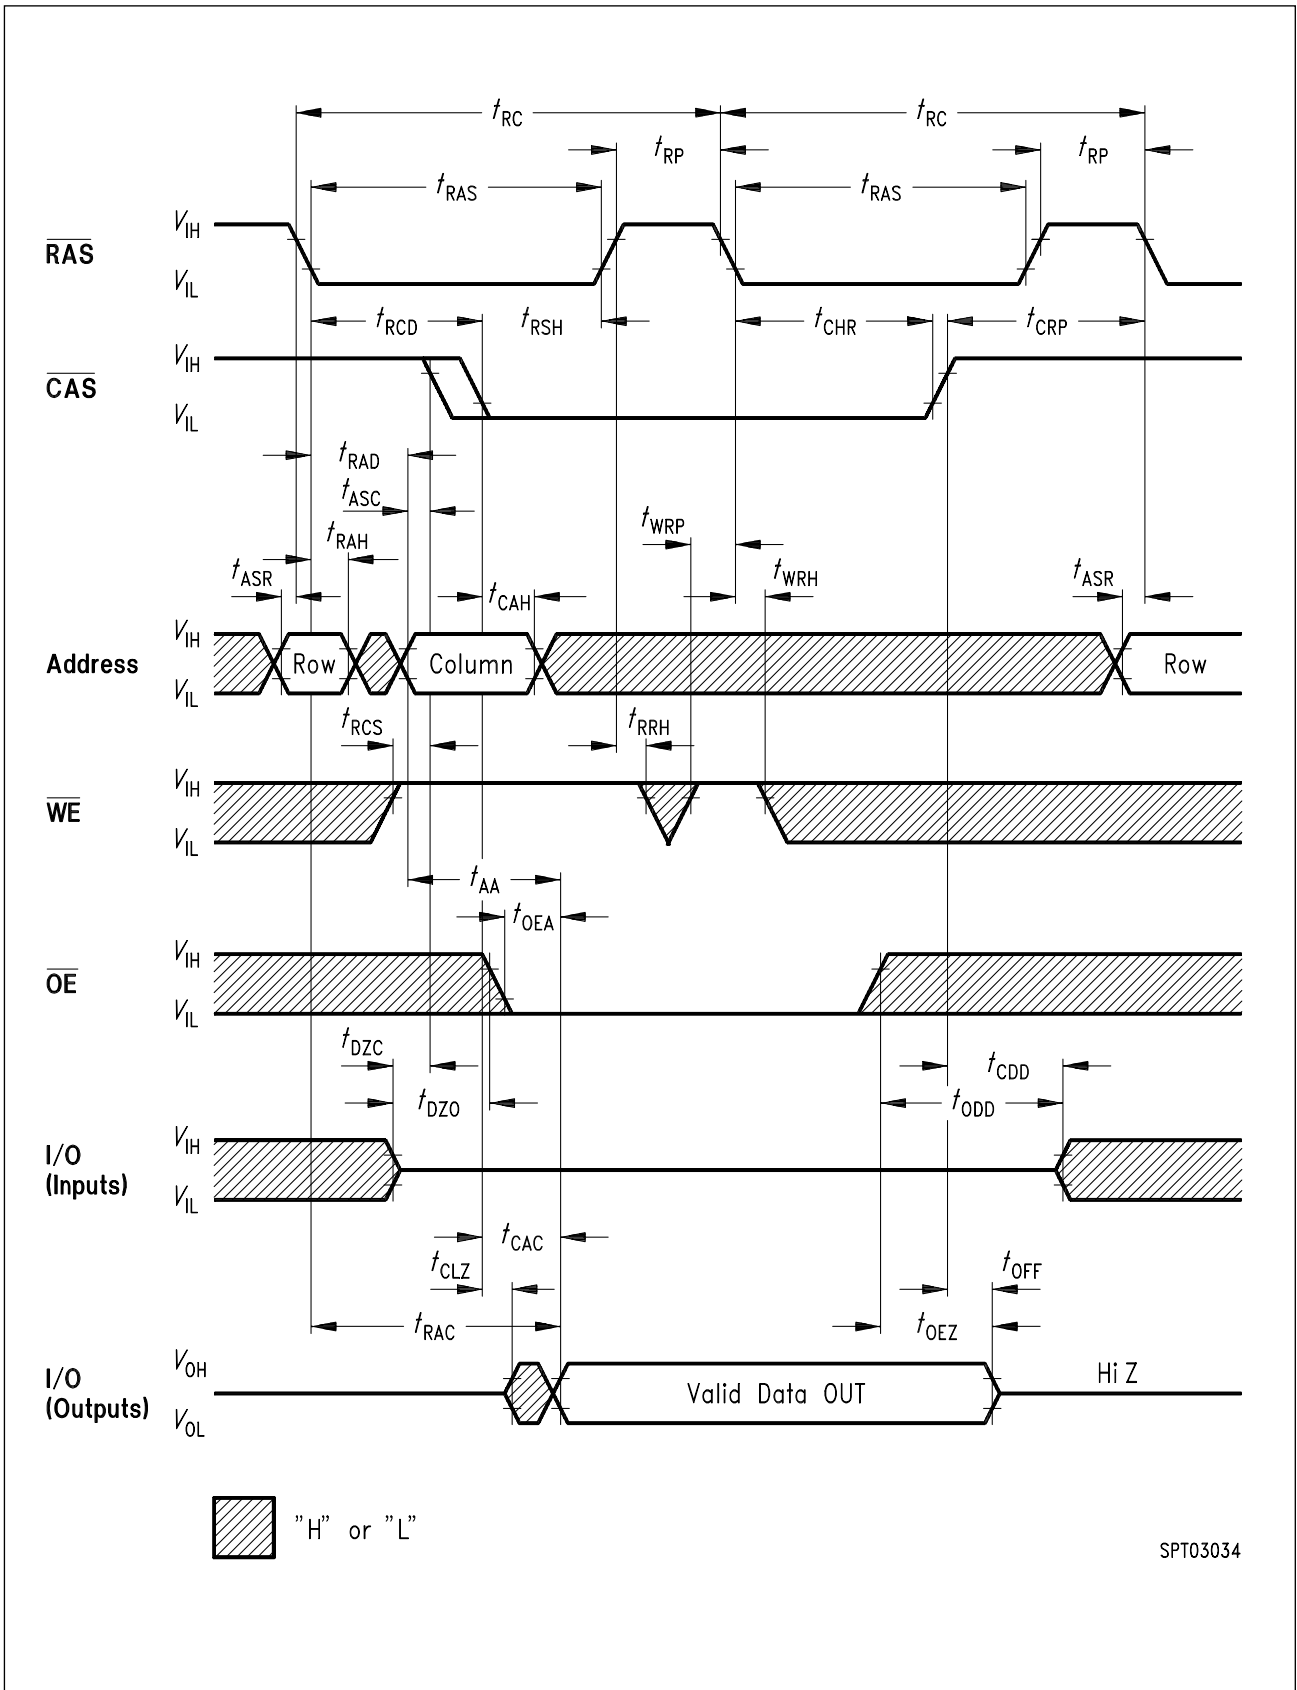 tRC tRC
tRP tRP
tRAS tRAS
VIH
RAS
VIL
tRCD tRSH tCHR tCRP
VIH
CAS
VIL
tRAD
tASC
tRAH tWRP
tASR tCAH tWRH tASR
VIH
Address Row Column Row
VIL
tRCS tRRH
VIH
WE
VIL
tAA
tOEA
VIH
OE
VIL
tDZC tCDD
tDZO tODD
VIH
I/O
(Inputs)
VIL
tCAC
tCLZ tOFF
tRAC tOEZ
VOH
I/O
(Outputs)
Valid Data OUT
Hi Z
VOL
"H" or "L"
SPT03034